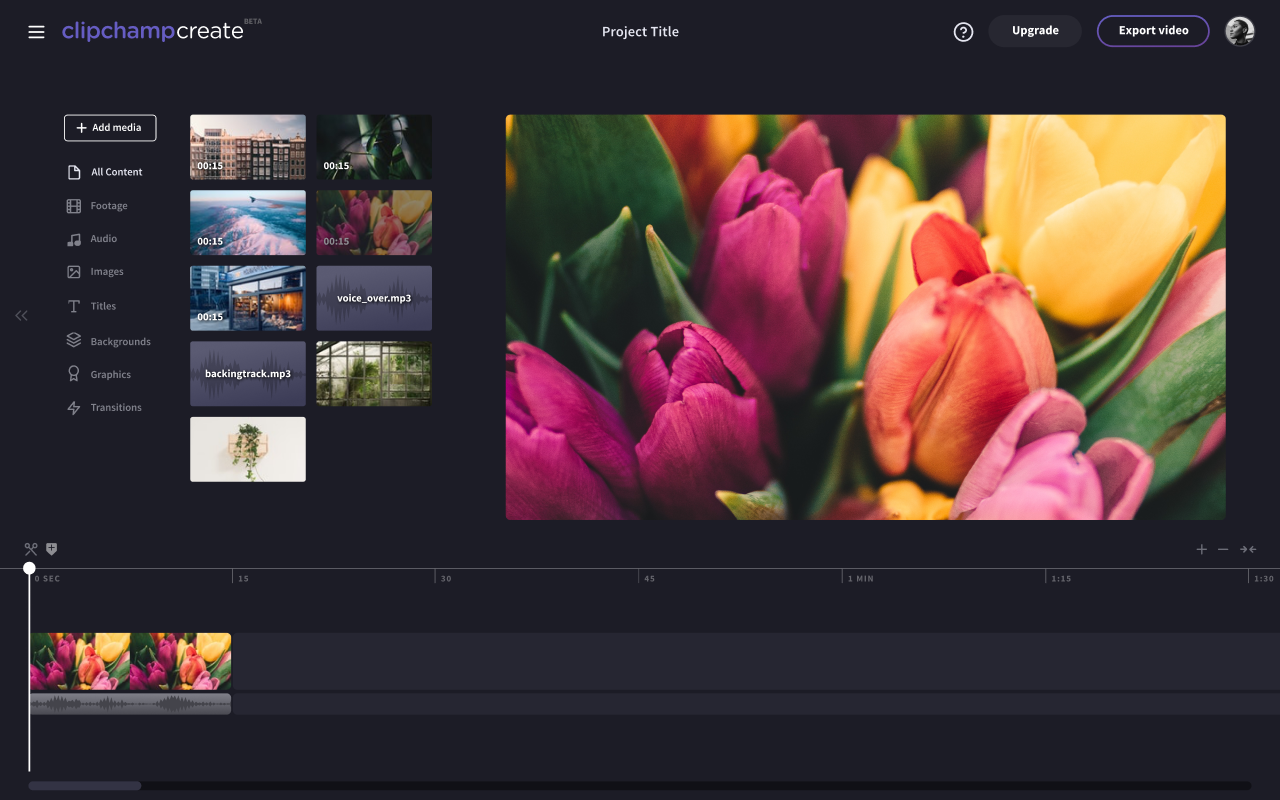 clipchampcreate BETA
Project Title
Upgrade
Export video
Add media
All Content
Footage
Audio
Images
Titles
Backgrounds
Graphics
Transitions
00:15
00:15
00:15
00:15
00:15
voice_over.mp3
backingtrack.mp3
0 SEC
15
30
45
1 MIN
1:15
1:30